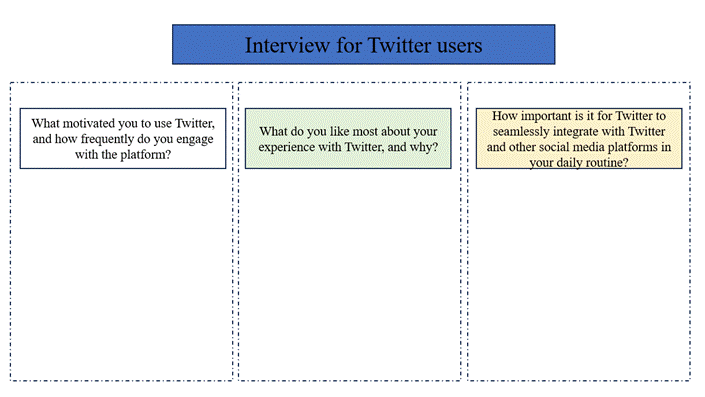 Interview for Twitter users
What motivated you to use Twitter,
and how frequently do you engage
with the platform?
What do you like most about your
experience with Twitter, and why?
How important is it for Twitter to
seamlessly integrate with Twitter
and other social media platforms in
your daily routine?